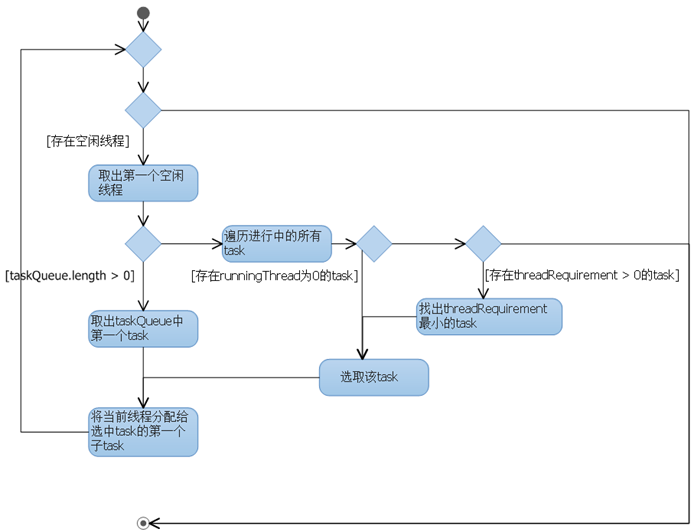 [存在空闲线程]
取出第一个空闲
线程
遍历进行中的所有
task
[taskQueue.length > 0]
[存在runningThread为0的task]
[存在threadRequirement > 0的task]
取出taskQueue中
第一个task
找出threadRequirement
最小的task
选取该task
将当前线程分配给
选中task的第一个
子task